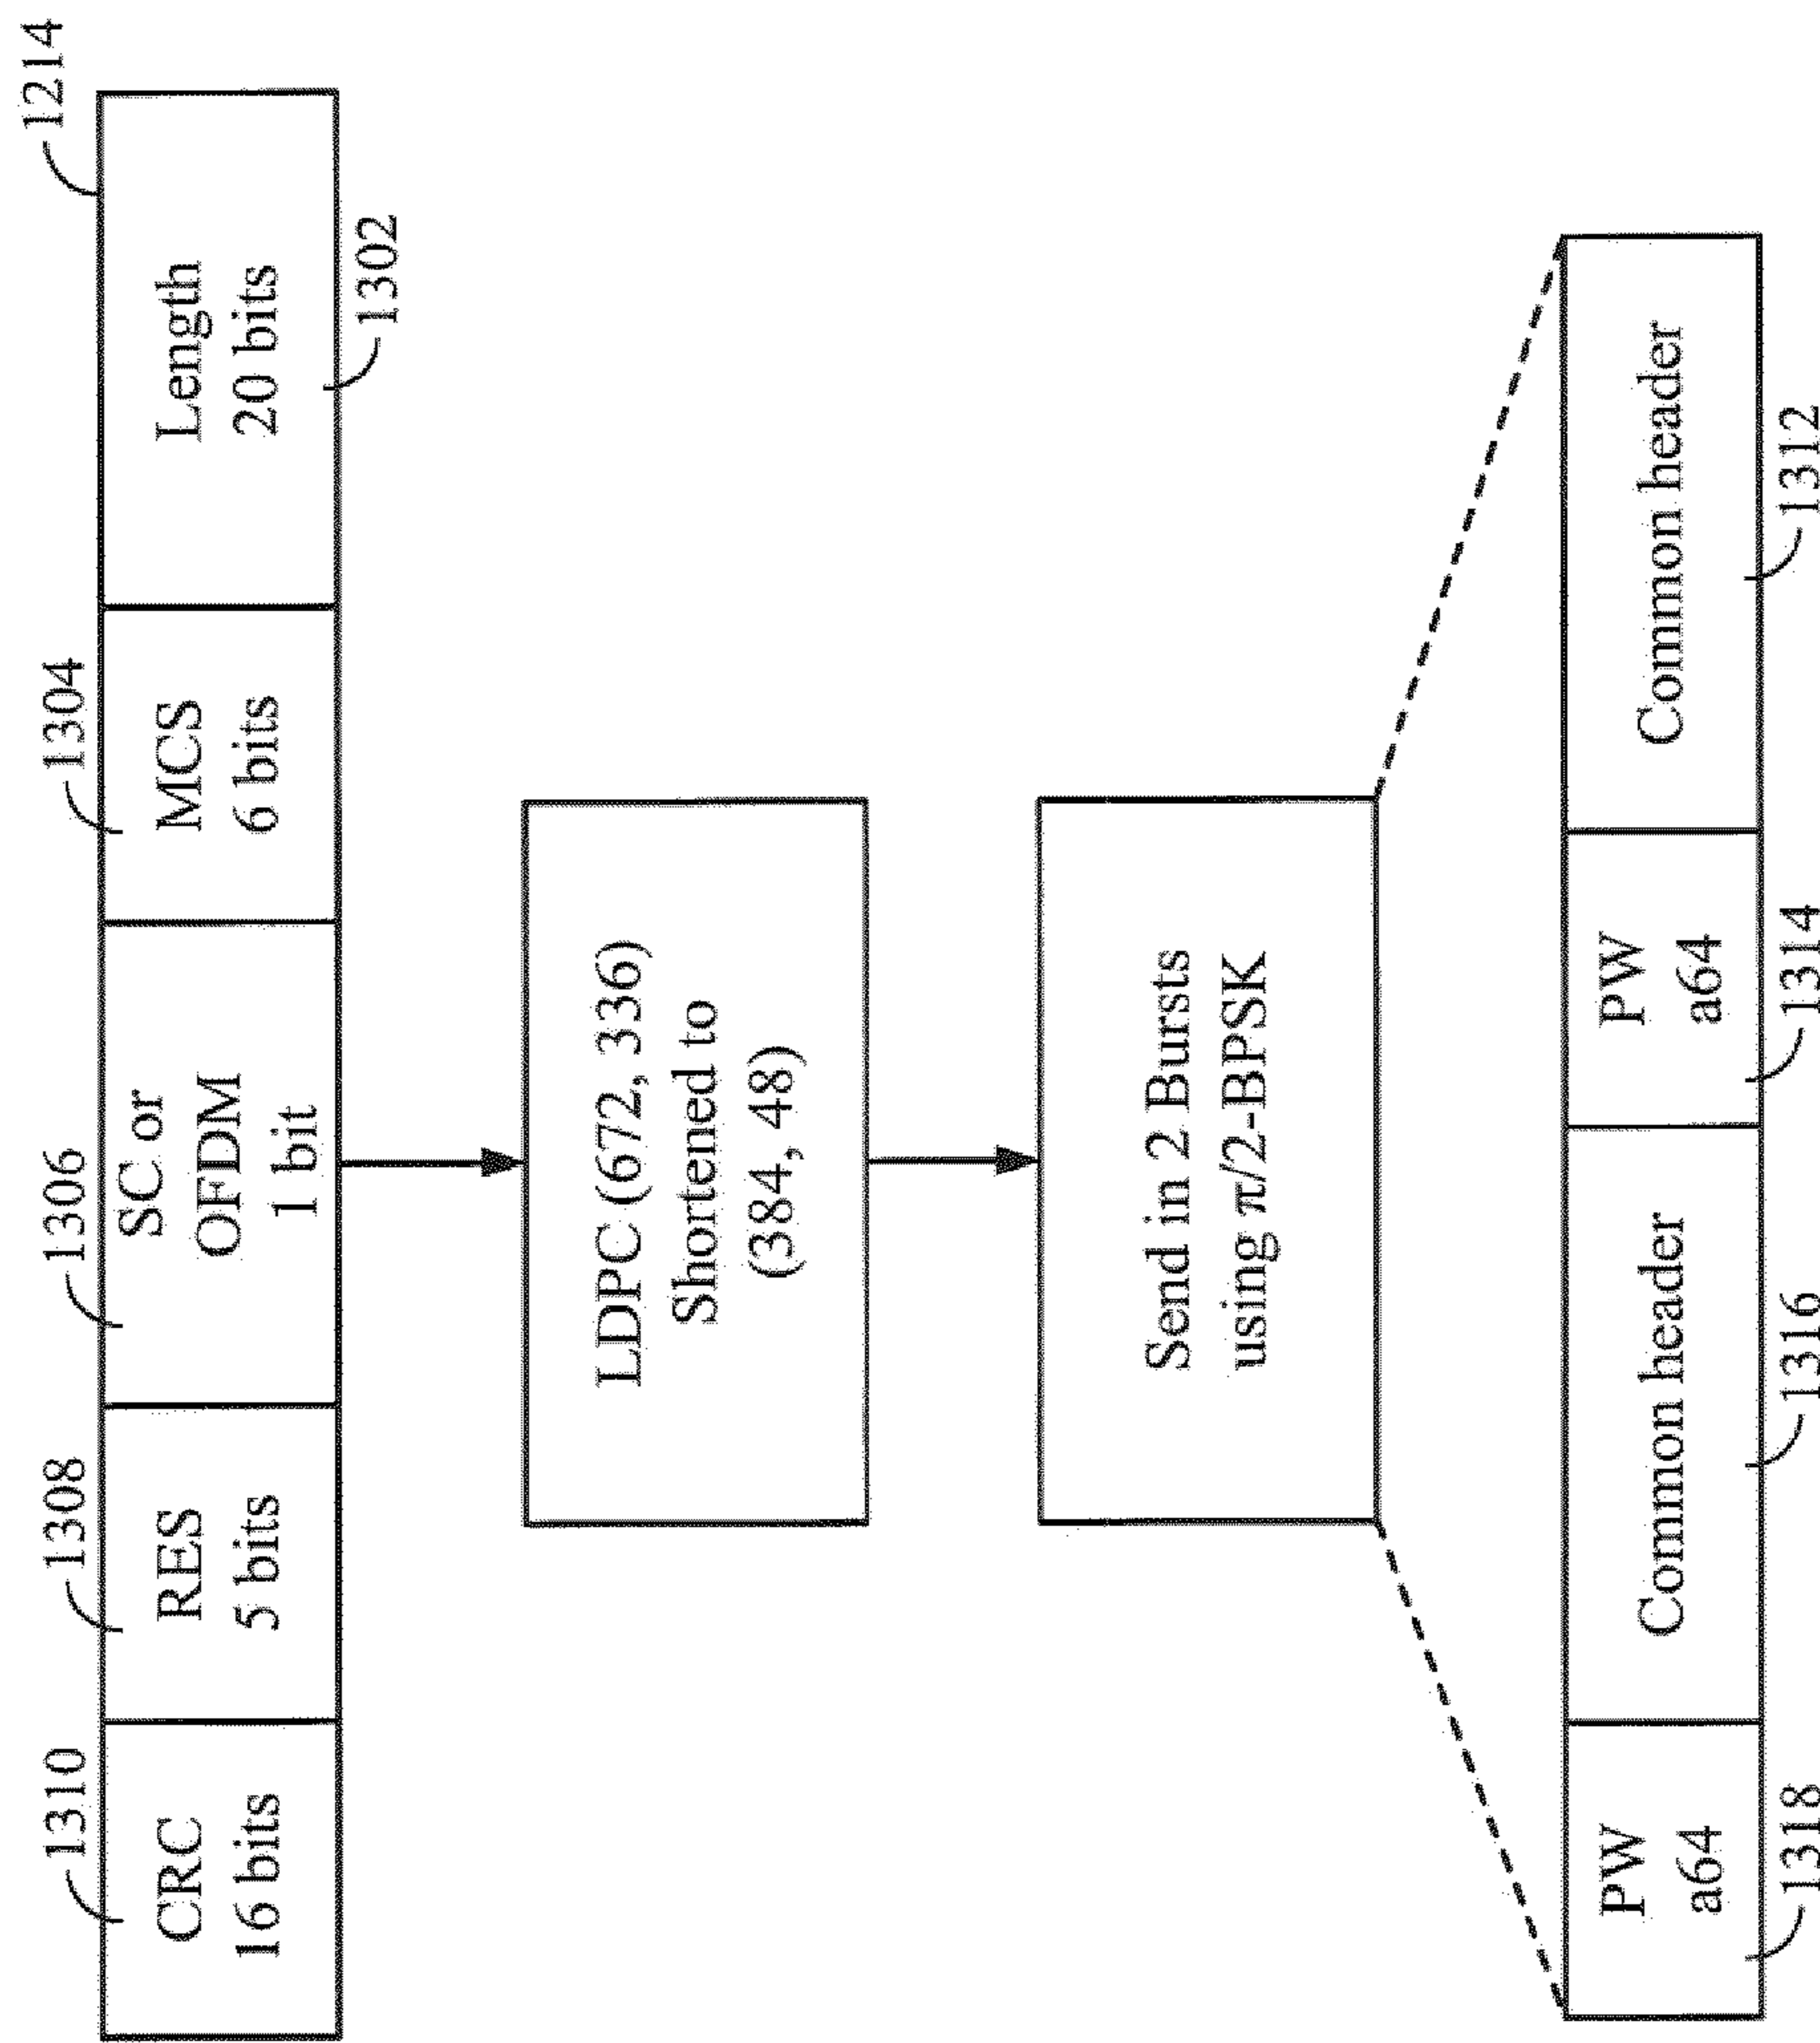 1214
1310
1308
1306
1304
CRC
16 bits
RES
5 bits
SC or
OFDM
1 bit
MCS
6 bits
Length
20 bits
1302
LDPC (672, 336)
Shortened to
(384, 48)
Send in 2 Bursts
using π/2-BPSK
PW
a64
Common header
PW
a64
Common header
1318
1316
1314
1312